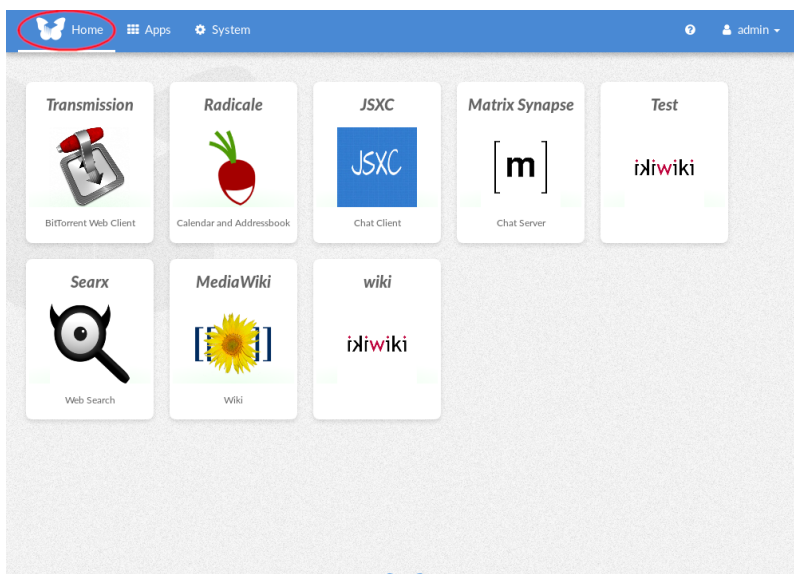 Home Apps System admin
Transmission Radicale JSXC Matrix Synapse Test
JSXC [m] ikiwiki
BitTorrent Web Client Calendar and Addressbook Chat Client Chat Server
Searx MediaWiki wiki
[[ ]] ikiwiki
Web Search Wiki